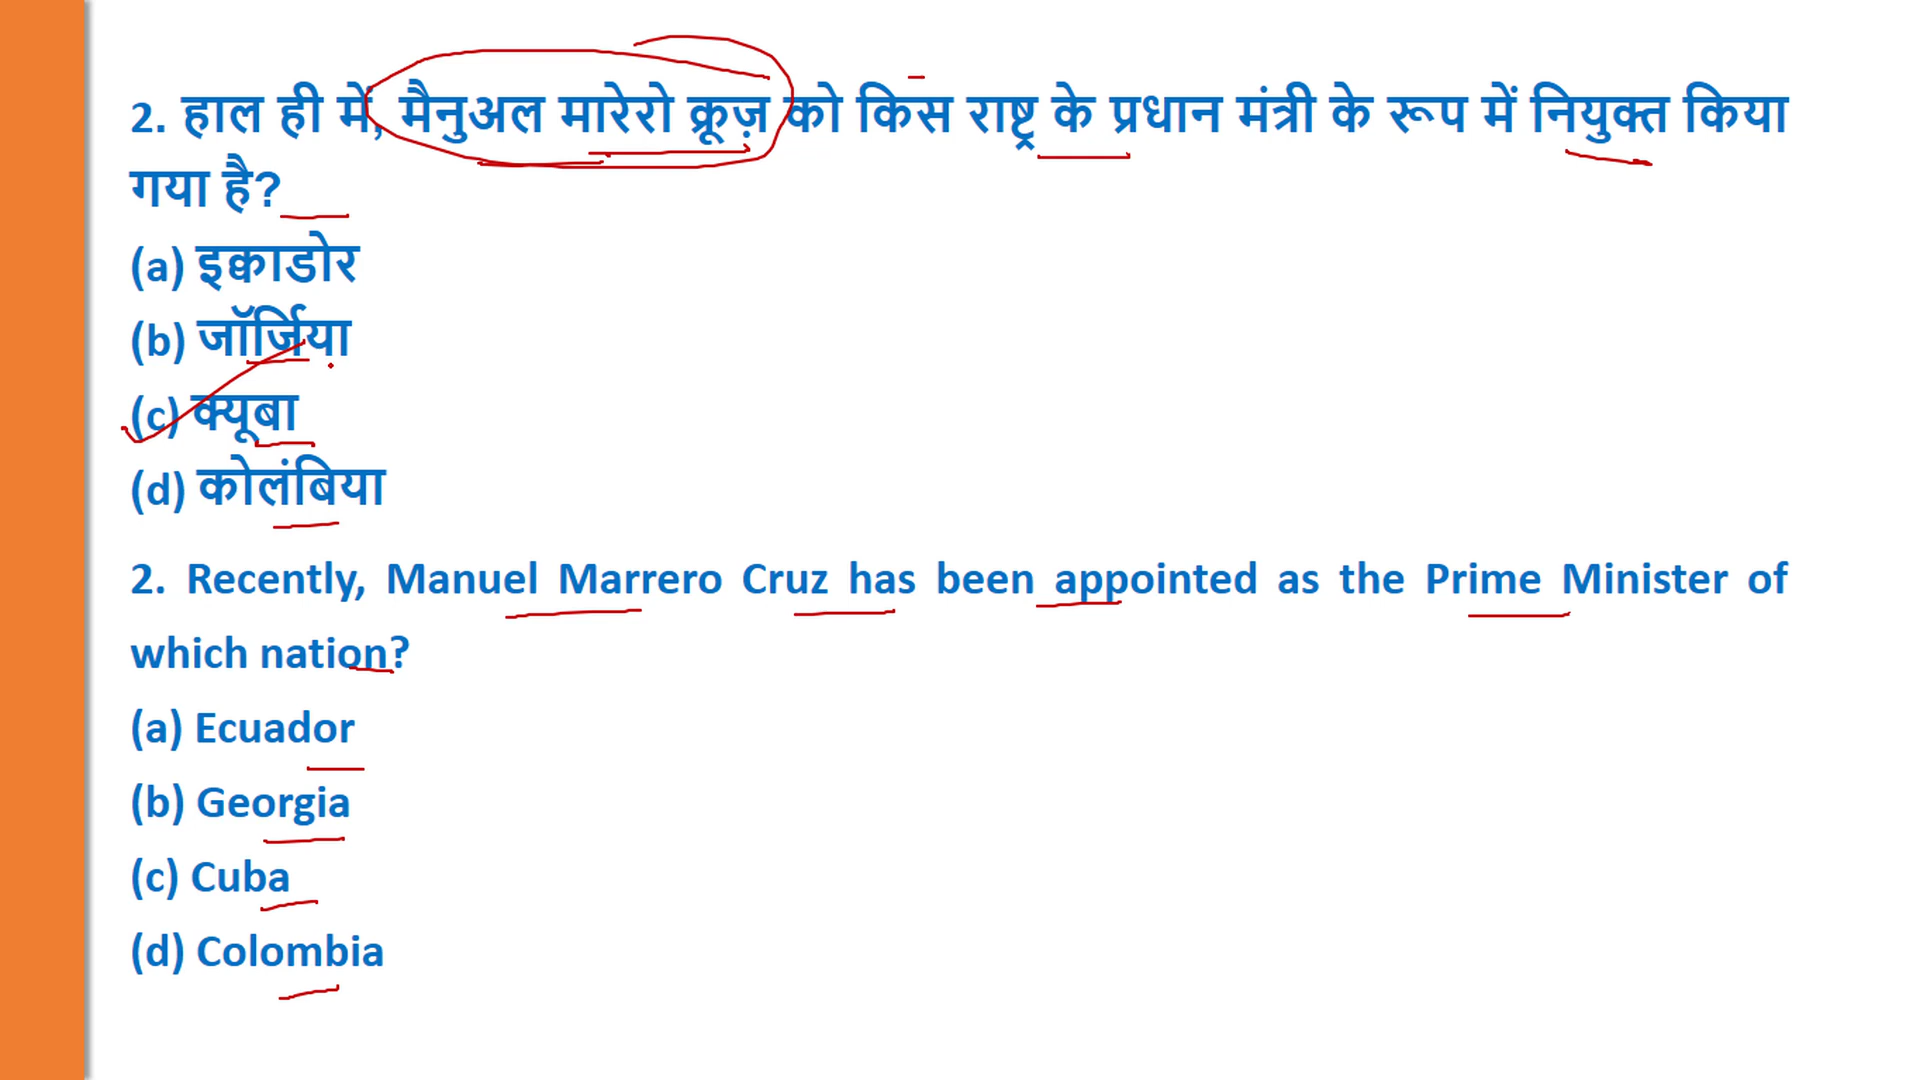 2. हाल ही में, मैनुअल मारेरो क्रूज़ को किस राष्ट्र के प्रधान मंत्री के रूप में नियुक्त किया
गया है?
(a) इक्वाडोर
(b) जॉर्जिया
(c) क्यूबा
(d) कोलंबिया
2. Recently, Manuel Marrero Cruz has been appointed as the Prime Minister of
which nation?
(a) Ecuador
(b) Georgia
(c) Cuba
(d) Colombia